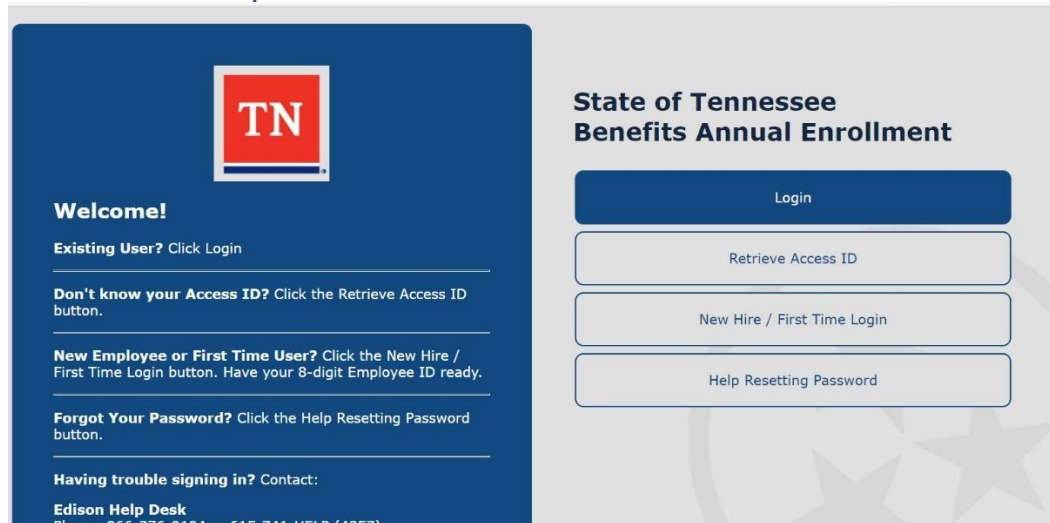 TN
Welcome!
Existing User? Click Login
Don't know your Access ID? Click the Retrieve Access ID
button.
New Employee or First Time User? Click the New Hire /
First Time Login button. Have your 8-digit Employee ID ready.
Forgot Your Password? Click the Help Resetting Password
button.
Having trouble signing in? Contact:
Edison Help Desk
State of Tennessee
Benefits Annual Enrollment
Login
Retrieve Access ID
New Hire / First Time Login
Help Resetting Password